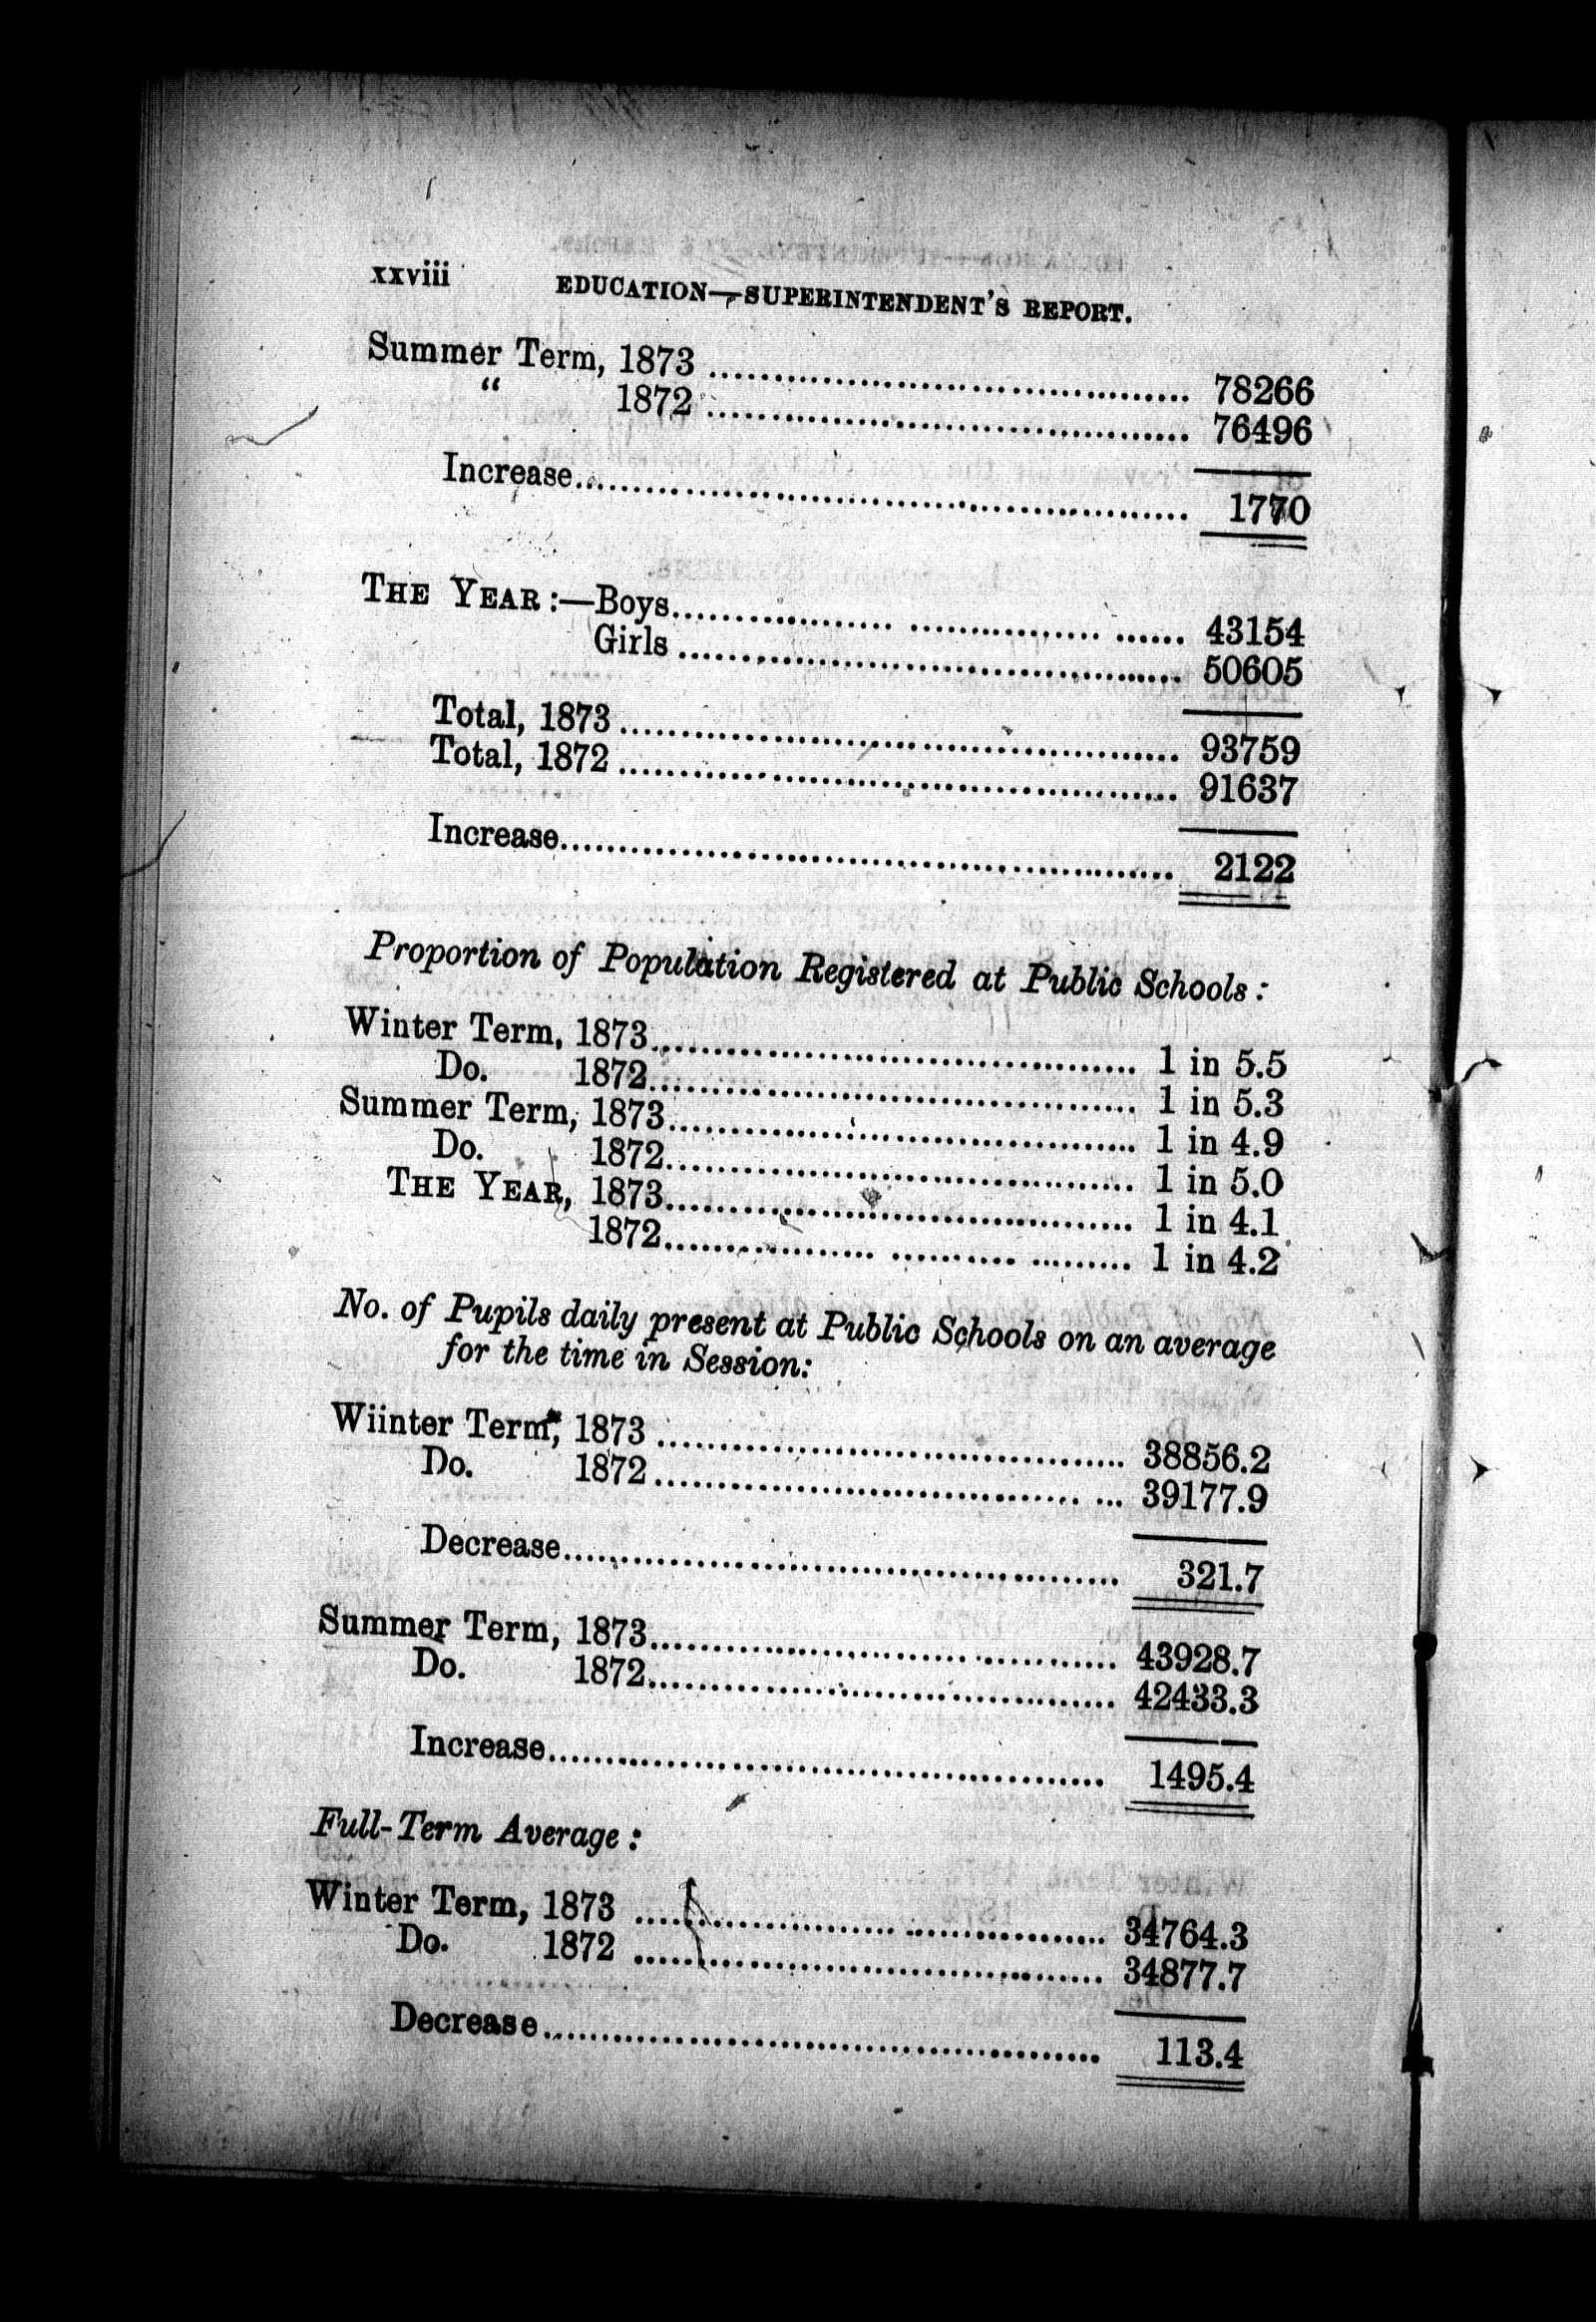 xxviii EDUCATION—SUPERINTENDENT'S REPORT.
Summer Term, 1873 ........................................ 78266
“ 1872 ........................................ 76496
Increase.................................................. 1770
THE YEAR:—Boys........................................ 43154
Girls ........................................ 50605
Total, 1873 ............................................. 93759
Total, 1872 ............................................. 91637
Increase.................................................. 2122
Proportion of Population Registered at Public Schools:
Winter Term, 1873........................................ 1 in 5.5
Do. 1872........................................ 1 in 5.3
Summer Term, 1873........................................ 1 in 4.9
Do. 1872........................................ 1 in 5.0
THE YEAR, 1873........................................ 1 in 4.1
1872........................................ 1 in 4.2
No. of Pupils daily present at Public Schools on an average
for the time in Session:
Wiinter Term, 1873 ........................................ 38856.2
Do. 1872 ........................................ 39177.9
Decrease.................................................. 321.7
Summer Term, 1873........................................ 43928.7
Do. 1872........................................ 42433.3
Increase.................................................. 1495.4
Full-Term Average:
Winter Term, 1873 ........................................ 34764.3
Do. 1872 ........................................ 34877.7
Decrease.................................................. 113.4